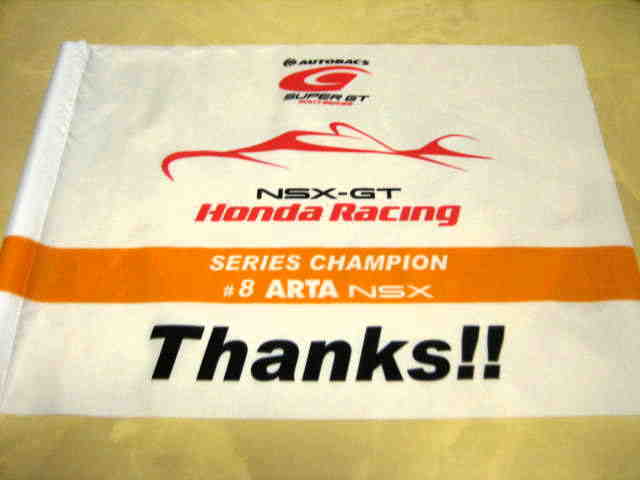 AUTOBACS
G
SUPER GT
NSX-GT
Honda Racing
SERIES CHAMPION
#8 ARTA NSX
Thanks!!